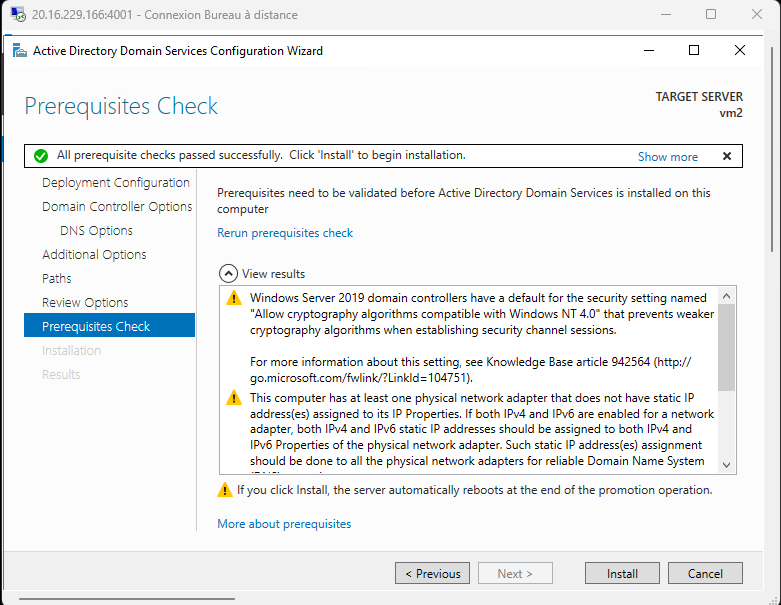 20.16.229.166:4001 - Connexion Bureau à distance
Active Directory Domain Services Configuration Wizard
Prerequisites Check
TARGET SERVER
vm2
All prerequisite checks passed successfully. Click 'Install' to begin installation.
Show more
Deployment Configuration
Domain Controller Options
DNS Options
Additional Options
Paths
Review Options
Prerequisites Check
Installation
Results
Prerequisites need to be validated before Active Directory Domain Services is installed on this
computer
Rerun prerequisites check
View results
Windows Server 2019 domain controllers have a default for the security setting named
"Allow cryptography algorithms compatible with Windows NT 4.0" that prevents weaker
cryptography algorithms when establishing security channel sessions.
For more information about this setting, see Knowledge Base article 942564 (http://
go.microsoft.com/fwlink/?LinkId=104751).
This computer has at least one physical network adapter that does not have static IP
address(es) assigned to its IP Properties. If both IPv4 and IPv6 are enabled for a network
adapter, both IPv4 and IPv6 static IP addresses should be assigned to both IPv4 and
IPv6 Properties of the physical network adapter. Such static IP address(es) assignment
should be done to all the physical network adapters for reliable Domain Name System
If you click Install, the server automatically reboots at the end of the promotion operation.
More about prerequisites
< Previous
Next >
Install
Cancel